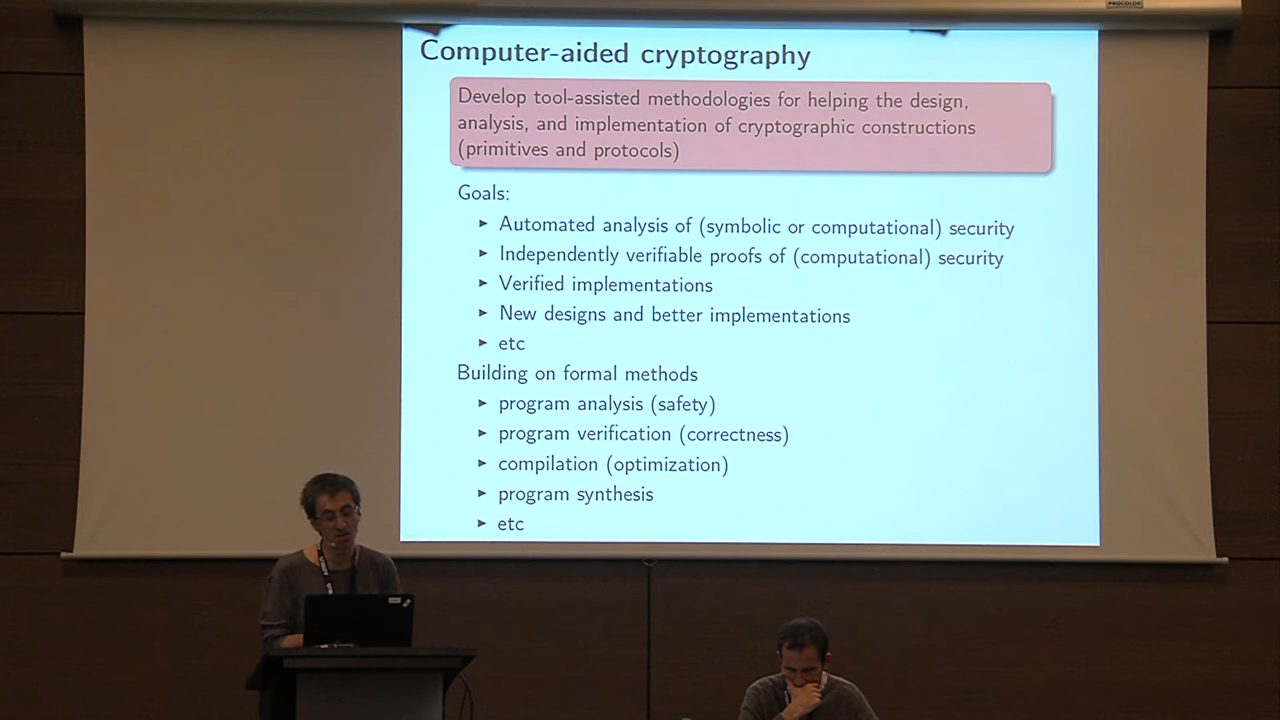 PROCOLOR
Computer-aided cryptography
Develop tool-assisted methodologies for helping the design,
analysis, and implementation of cryptographic constructions
(primitives and protocols)
Goals:
► Automated analysis of (symbolic or computational) security
► Independently verifiable proofs of (computational) security
► Verified implementations
► New designs and better implementations
► etc
Building on formal methods
► program analysis (safety)
► program verification (correctness)
► compilation (optimization)
► program synthesis
► etc